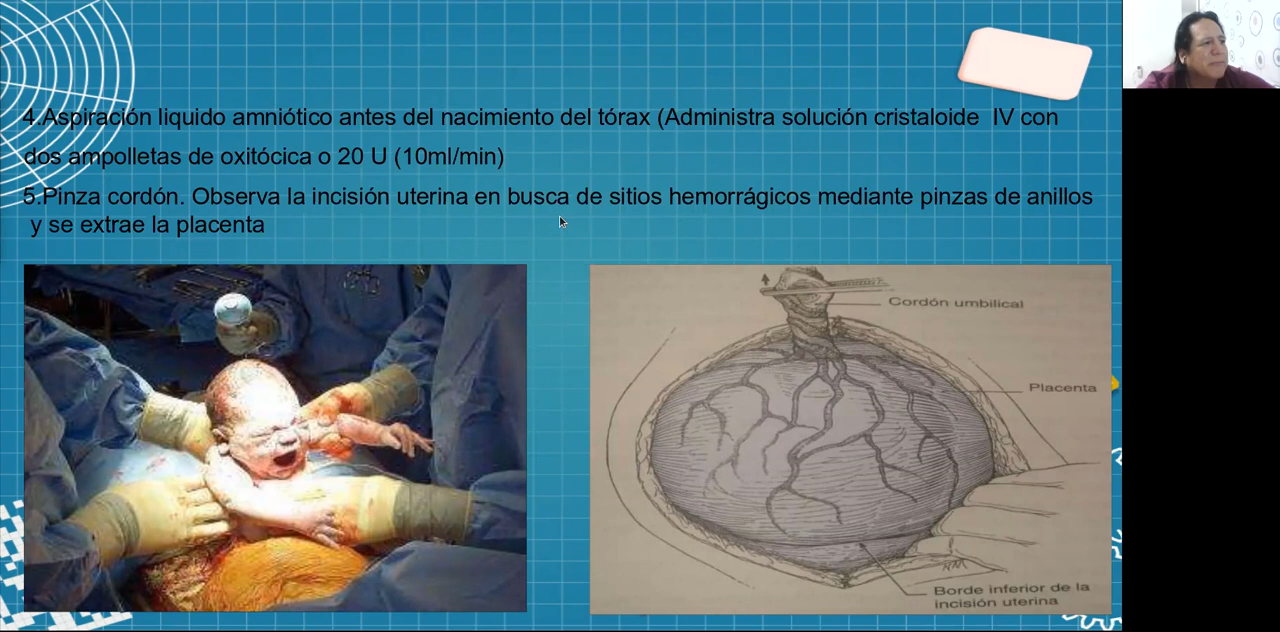 4.Aspiración liquido amniótico antes del nacimiento del tórax (Administra solución cristaloide IV con
dos ampolletas de oxitócica o 20 U (10ml/min)
5.Pinza cordón. Observa la incisión uterina en busca de sitios hemorrágicos mediante pinzas de anillos
y se extrae la placenta
Cordón umbilical
Placenta
Borde inferior de la
incisión uterina